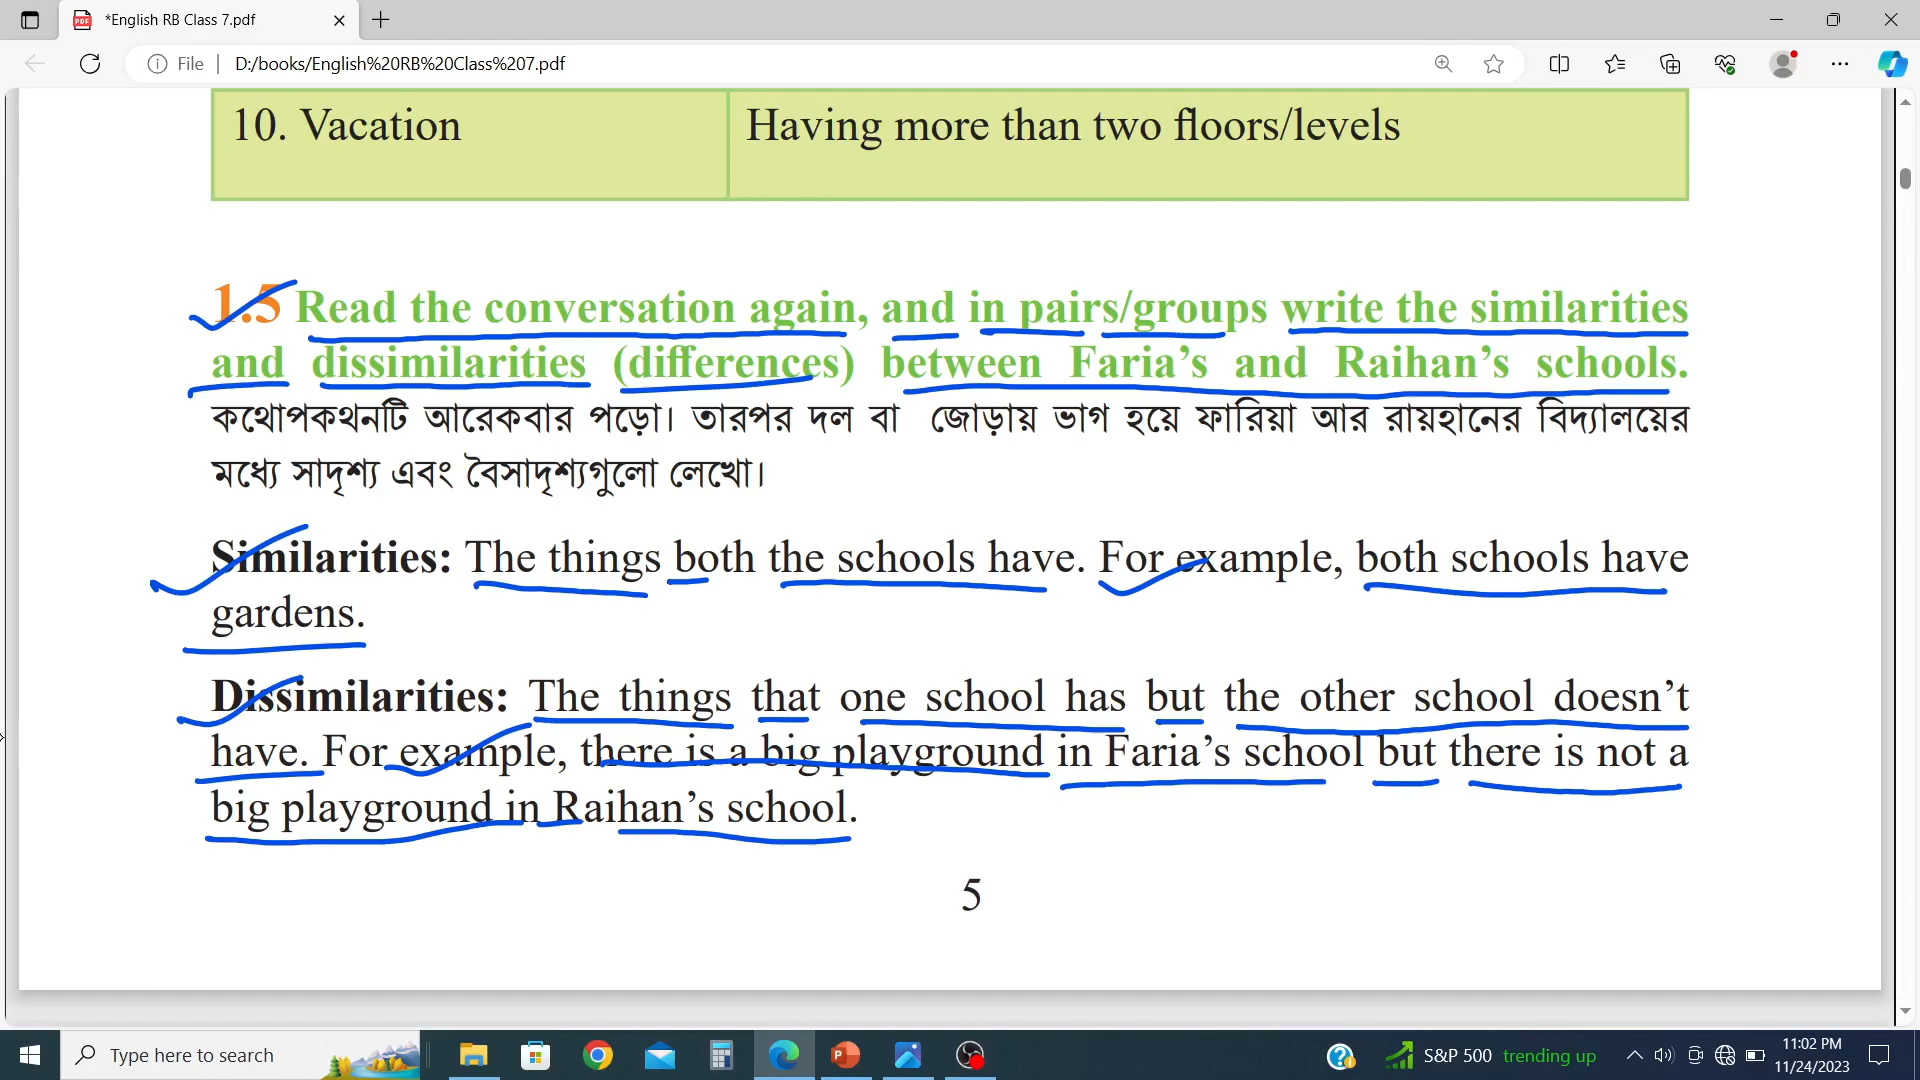 *English RB Class 7.pdf
File | D:/books/English%20RB%20Class%207.pdf
10. Vacation Having more than two floors/levels
1.5 Read the conversation again, and in pairs/groups write the similarities
and dissimilarities (differences) between Faria’s and Raihan’s schools.
কথোপকথনটি আরেকবার পড়ো। তারপর দল বা জোড়ায় ভাগ হয়ে ফারিয়া আর রায়হানের বিদ্যালয়ের
মধ্যে সাদৃশ্য এবং বৈসাদৃশ্যগুলো লেখো।
Similarities: The things both the schools have. For example, both schools have
gardens.
Dissimilarities: The things that one school has but the other school doesn’t
have. For example, there is a big playground in Faria’s school but there is not a
big playground in Raihan’s school.
5
Type here to search
S&P 500 trending up
11:02 PM
11/24/2023